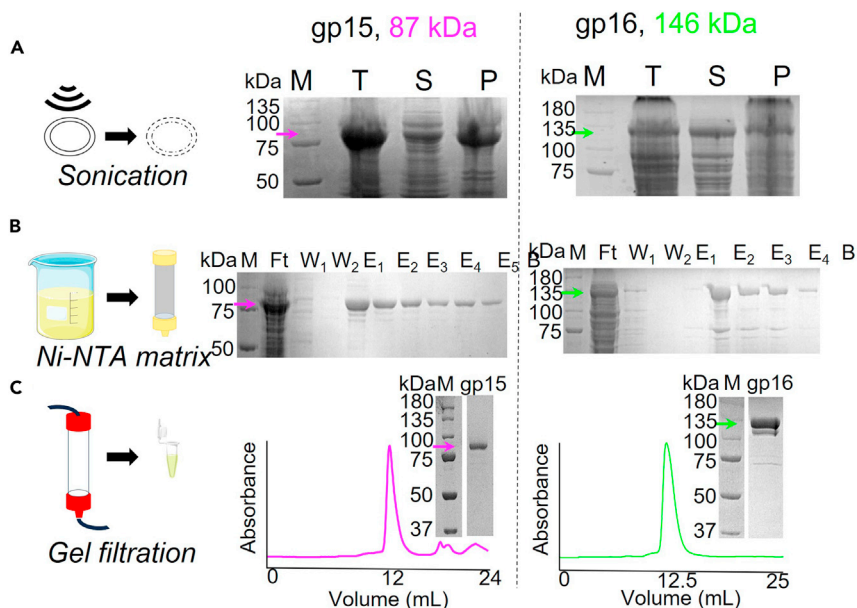 gp15, 87 kDa
gp16, 146 kDa
A
kDa M T S P
135
100
75
50
kDa M T S P
180
135
100
75
Sonication
B
kDa M Ft W1 W2 E1 E2 E3 E4 E5 B
100
75
50
M Ft W1 W2 E1 E2 E3 E4 B
kDa
180
135
100
75
Ni-NTA matrix
C
kDa M gp15
180
135
100
75
50
37
kDa M gp16
180
135
100
75
50
37
Gel filtration
Absorbance
0 12 24
Volume (mL)
Absorbance
0 12.5 25
Volume (mL)